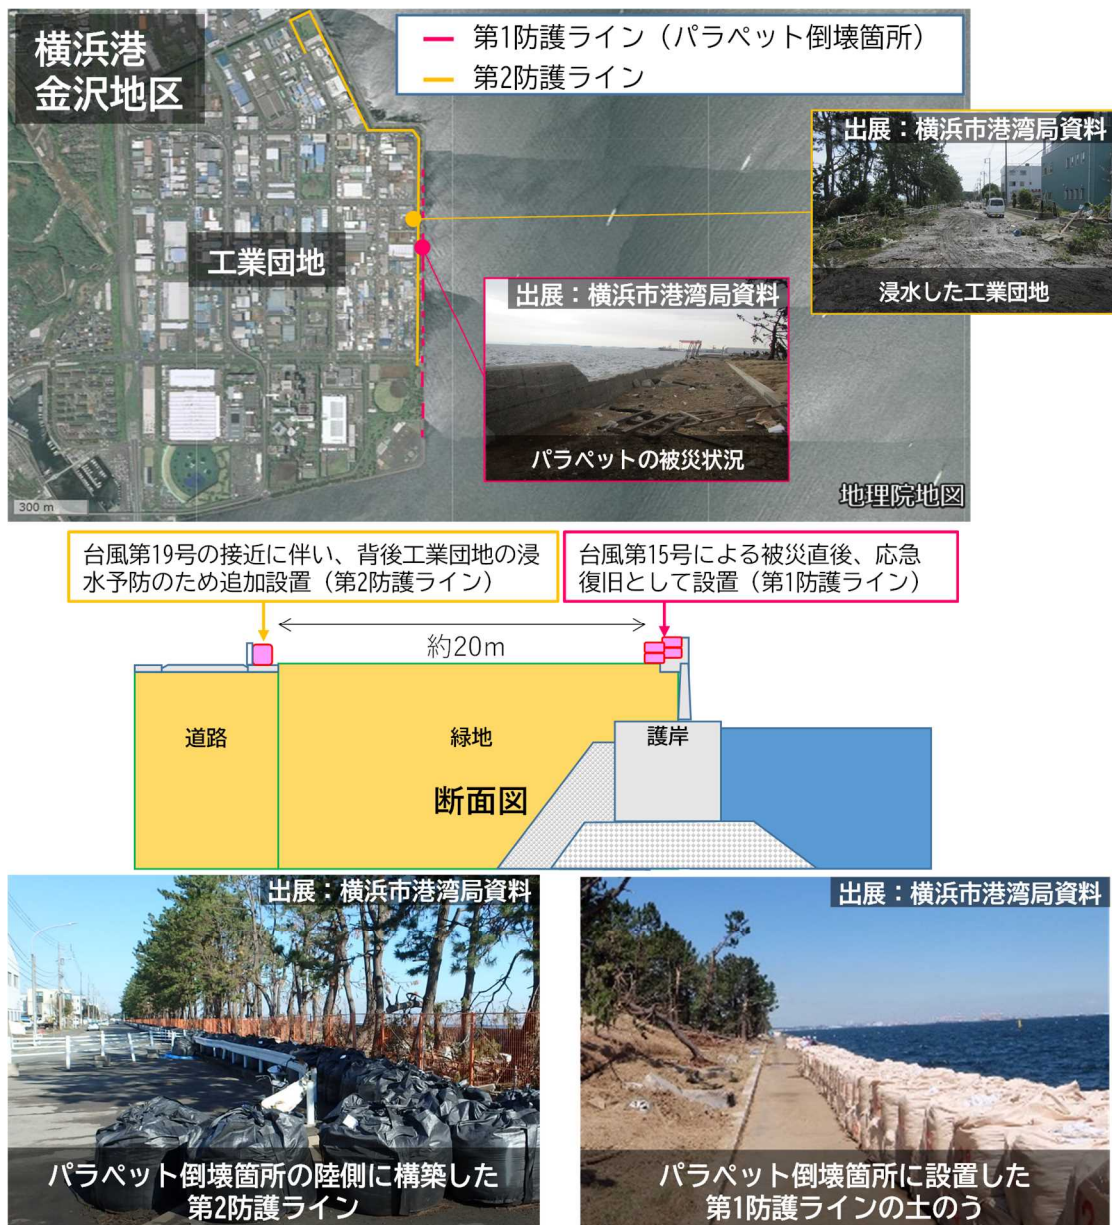 横浜港
金沢地区
第1防護ライン（パラペット倒壊箇所）
第2防護ライン
出展：横浜市港湾局資料
浸水した工業団地
工業団地
出展：横浜市港湾局資料
パラペットの被災状況
300 m
地理院地図
台風第19号の接近に伴い、背後工業団地の浸
水予防のため追加設置（第2防護ライン）
台風第15号による被災直後、応急
復旧として設置（第1防護ライン）
約20m
道路
緑地
護岸
断面図
出展：横浜市港湾局資料
パラペット倒壊箇所の陸側に構築した
第2防護ライン
出展：横浜市港湾局資料
パラペット倒壊箇所に設置した
第1防護ラインの土のう